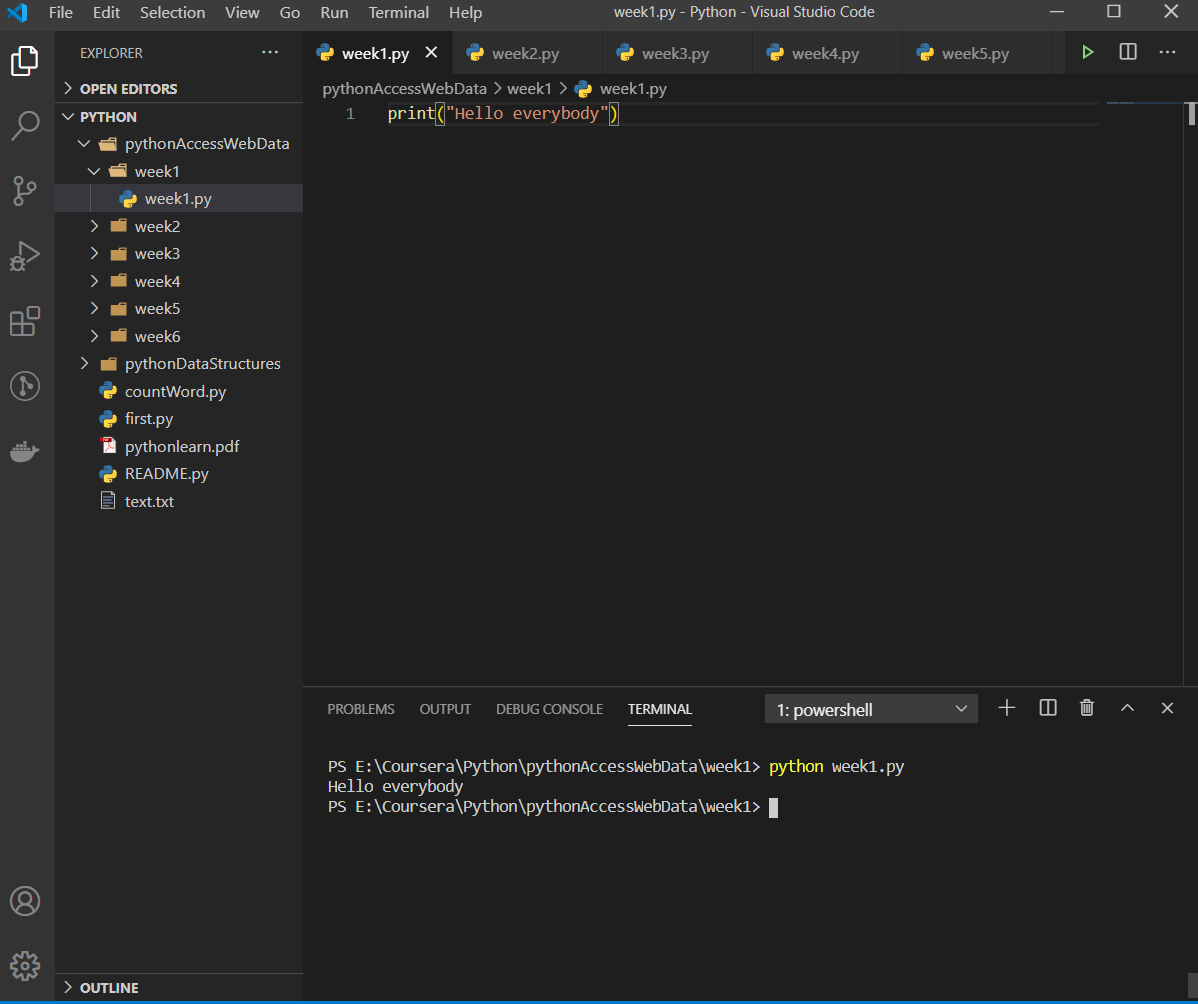 File Edit Selection View Go Run Terminal Help week1.py - Python - Visual Studio Code
EXPLORER
OPEN EDITORS
PYTHON
pythonAccessWebData
week1
week1.py
week2
week3
week4
week5
week6
pythonDataStructures
countWord.py
first.py
pythonlearn.pdf
README.py
text.txt
OUTLINE
week1.py week2.py week3.py week4.py week5.py
pythonAccessWebData > week1 > week1.py
1 print("Hello everybody")
PROBLEMS OUTPUT DEBUG CONSOLE TERMINAL 1: powershell
PS E:\Coursera\Python\pythonAccessWebData\week1> python week1.py
Hello everybody
PS E:\Coursera\Python\pythonAccessWebData\week1>